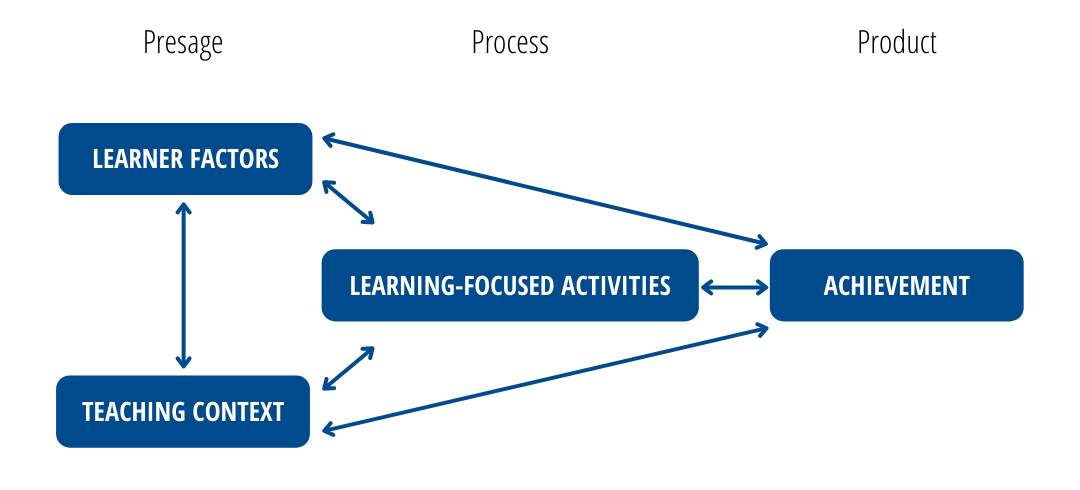 Presage
Process
Product
LEARNER FACTORS
LEARNING-FOCUSED ACTIVITIES
ACHIEVEMENT
TEACHING CONTEXT